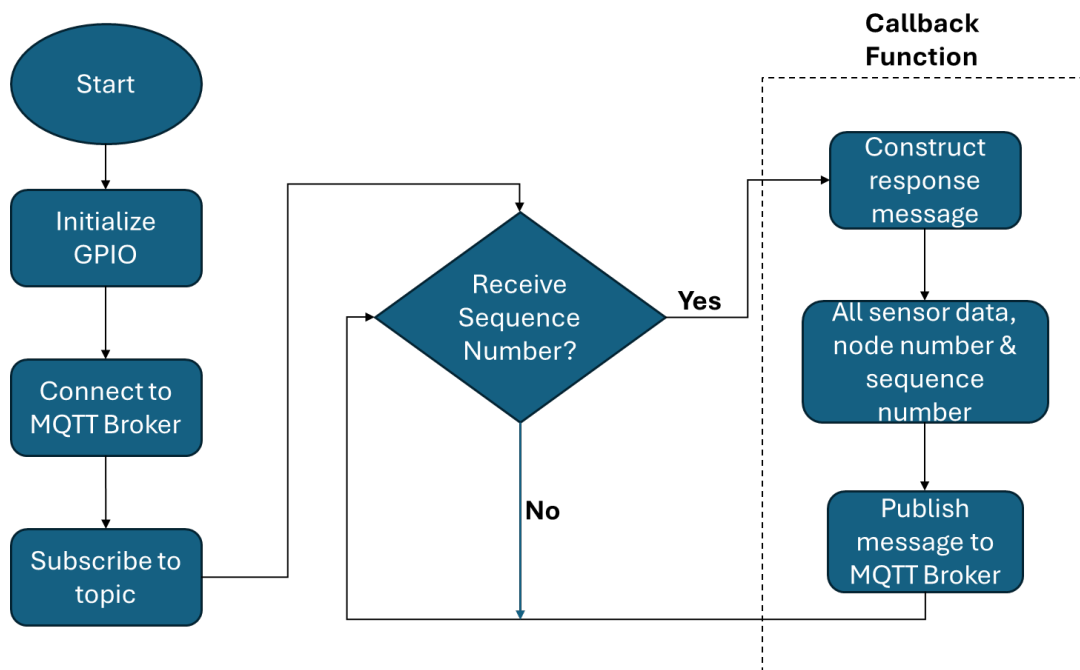 Start
Initialize
GPIO
Connect to
MQTT Broker
Subscribe to
topic
Receive
Sequence
Number?
Yes
No
Callback
Function
Construct
response
message
All sensor data,
node number &
sequence
number
Publish
message to
MQTT Broker